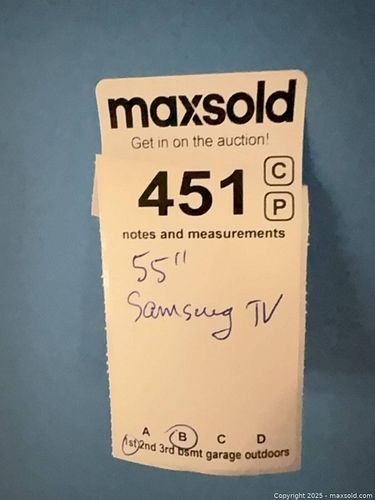 maxsold
Get in on the auction!
451 C
P
notes and measurements
55"
Samsung TV
A B C D
1st 2nd 3rd bsmt garage outdoors
Copyright 2025 - maxsold.com